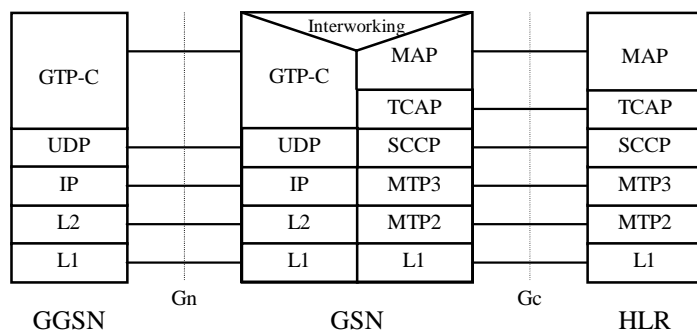 Interworking
GTP-C GTP-C MAP MAP
TCAP TCAP
UDP UDP SCCP SCCP
IP IP MTP3 MTP3
L2 L2 MTP2 MTP2
L1 L1 L1 L1
Gn Gc
GGSN GSN HLR